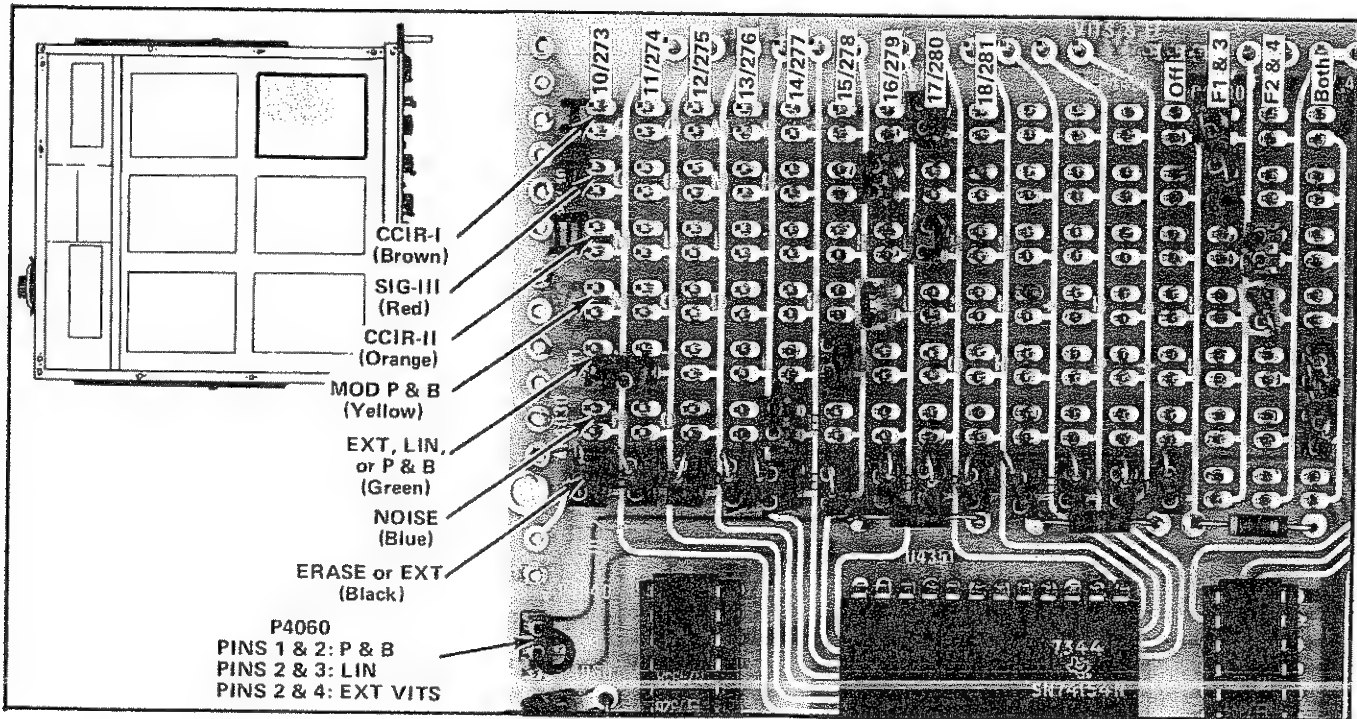 10/273
11/274
12/275
13/276
14/277
15/278
16/279
17/280
18/281
Off
F1 & 3
F2 & 4
Both
CCIR-I
(Brown)
SIG-III
(Red)
CCIR-II
(Orange)
MOD P & B
(Yellow)
EXT, LIN,
or P & B
(Green)
NOISE
(Blue)
ERASE or EXT
(Black)
P4060
PINS 1 & 2: P & B
PINS 2 & 3: LIN
PINS 2 & 4: EXT VITS
7344
SN74154N